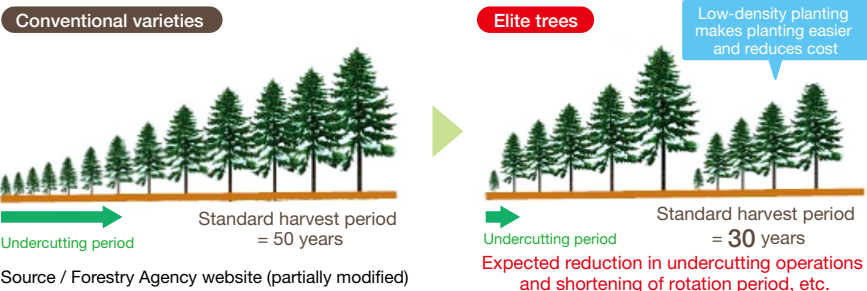 Conventional varieties
Elite trees
Low-density planting
makes planting easier
and reduces cost
Undercutting period
Standard harvest period
= 50 years
Undercutting period
Standard harvest period
= 30 years
Source / Forestry Agency website (partially modified)
Expected reduction in undercutting operations
and shortening of rotation period, etc.